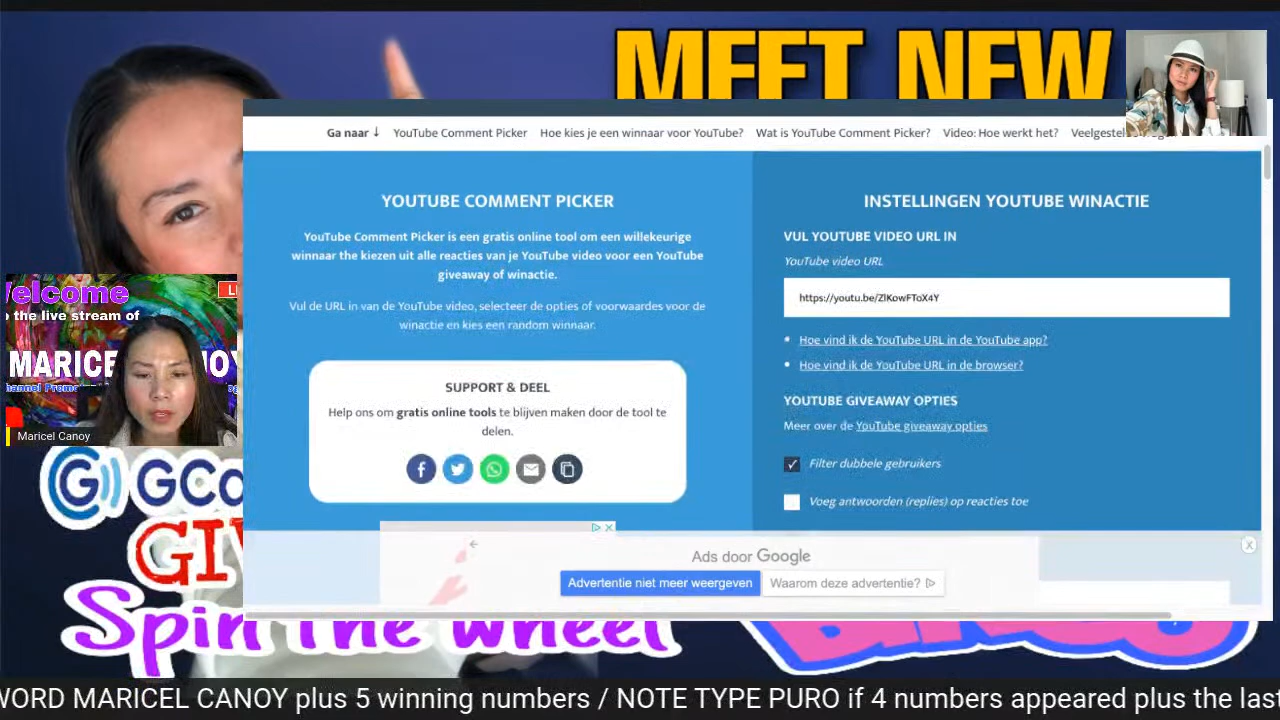 MEET NEW
Ga naar ↓ YouTube Comment Picker Hoe kies je een winnaar voor YouTube? Wat is YouTube Comment Picker? Video: Hoe werkt het?
YOUTUBE COMMENT PICKER
YouTube Comment Picker is een gratis online tool om een willekeurige
winnaar the kiezen uit alle reacties van je YouTube video voor een YouTube
giveaway of winactie.
Vul de URL in van de YouTube video, selecteer de opties of voorwaardes voor de
winactie en kies een random winnaar.
SUPPORT & DEEL
Help ons om gratis online tools te blijven maken door de tool te
delen.
INSTELLINGEN YOUTUBE WINACTIE
VUL YOUTUBE VIDEO URL IN
YouTube video URL
https://youtu.be/ZlKowFToX4Y
Hoe vind ik de YouTube URL in de YouTube app?
Hoe vind ik de YouTube URL in de browser?
YOUTUBE GIVEAWAY OPTIES
Meer over de YouTube giveaway opties
Filter dubbele gebruikers
Voeg antwoorden (replies) op reacties toe
Ads door Google
Advertentie niet meer weergeven
Waarom deze advertentie?
Welcome
the live stream of
Maricel Canoy
Spin The wheel
WORD MARICEL CANOY plus 5 winning numbers / NOTE TYPE PURO if 4 numbers appeared plus the last